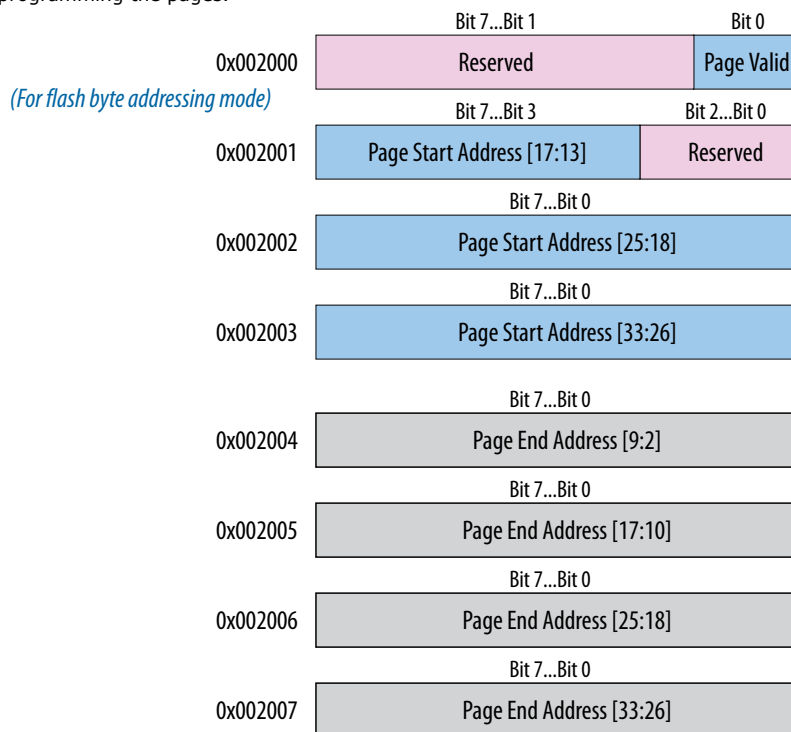 programming the pages.
Bit 7...Bit 1 Bit 0
0x002000 Reserved Page Valid
(For flash byte addressing mode)
Bit 7...Bit 3 Bit 2...Bit 0
0x002001 Page Start Address [17:13] Reserved
Bit 7...Bit 0
0x002002 Page Start Address [25:18]
Bit 7...Bit 0
0x002003 Page Start Address [33:26]
Bit 7...Bit 0
0x002004 Page End Address [9:2]
Bit 7...Bit 0
0x002005 Page End Address [17:10]
Bit 7...Bit 0
0x002006 Page End Address [25:18]
Bit 7...Bit 0
0x002007 Page End Address [33:26]